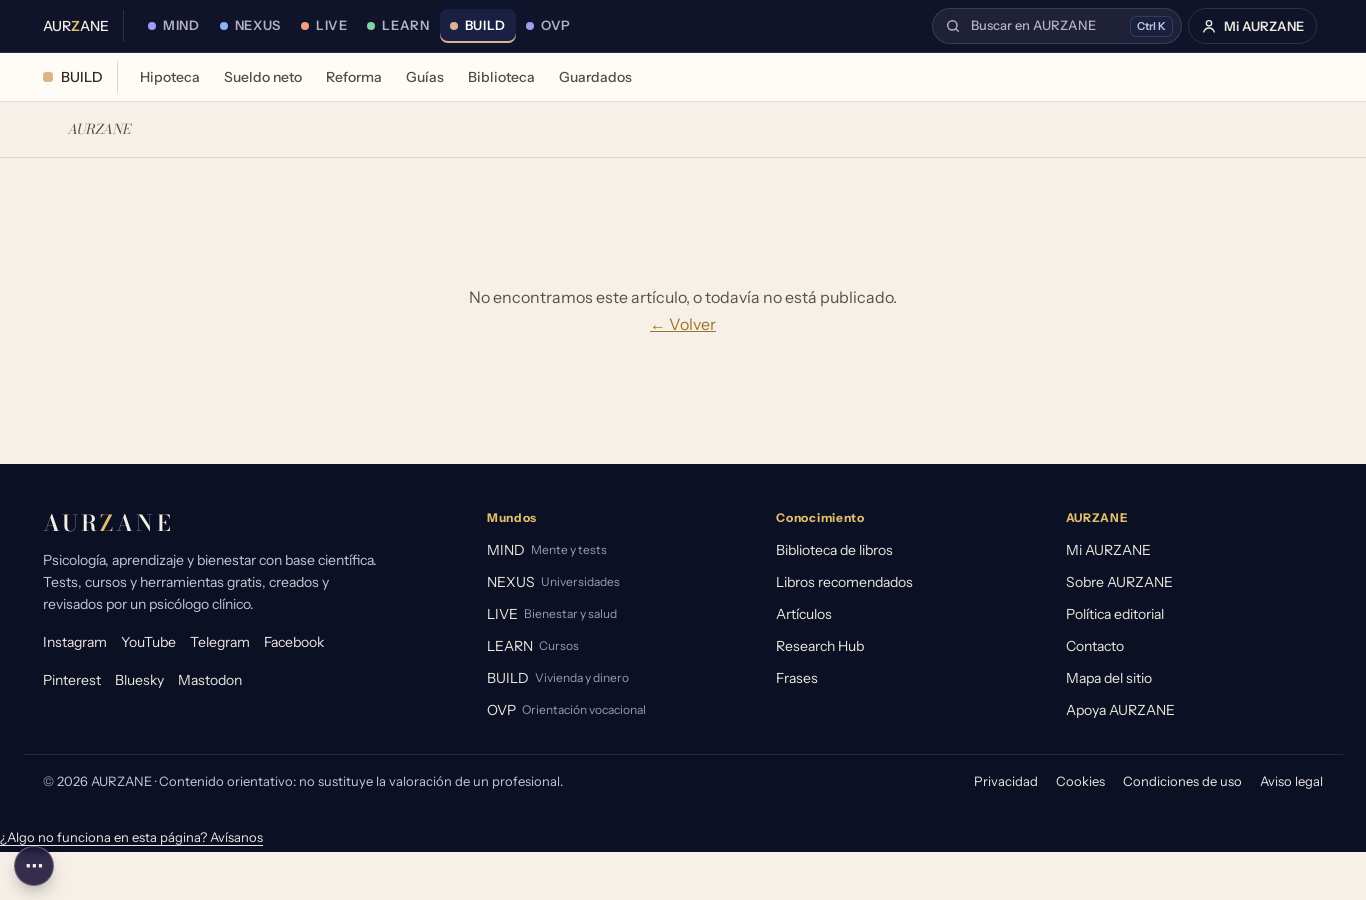 AURZANE
MIND NEXUS LIVE LEARN BUILD OVP
Buscar en AURZANE Ctrl K
Mi AURZANE
BUILD Hipoteca Sueldo neto Reforma Guías Biblioteca Guardados
AURZANE
No encontramos este artículo, o todavía no está publicado.
← Volver
AURZANE
Psicología, aprendizaje y bienestar con base científica.
Tests, cursos y herramientas gratis, creados y
revisados por un psicólogo clínico.
Instagram YouTube Telegram Facebook
Pinterest Bluesky Mastodon
Mundos
MIND Mente y tests
NEXUS Universidades
LIVE Bienestar y salud
LEARN Cursos
BUILD Vivienda y dinero
OVP Orientación vocacional
Conocimiento
Biblioteca de libros
Libros recomendados
Artículos
Research Hub
Frases
AURZANE
Mi AURZANE
Sobre AURZANE
Política editorial
Contacto
Mapa del sitio
Apoya AURZANE
© 2026 AURZANE · Contenido orientativo: no sustituye la valoración de un profesional.
Privacidad Cookies Condiciones de uso Aviso legal
¿Algo no funciona en esta página? Avísanos